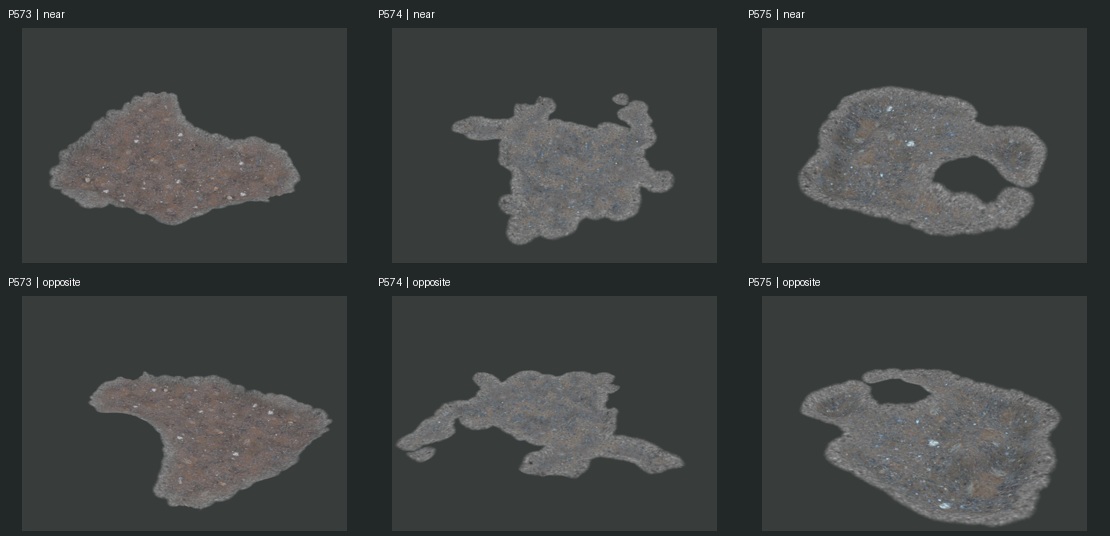 P573 | near
P574 | near
P575 | near
P573 | opposite
P574 | opposite
P575 | opposite